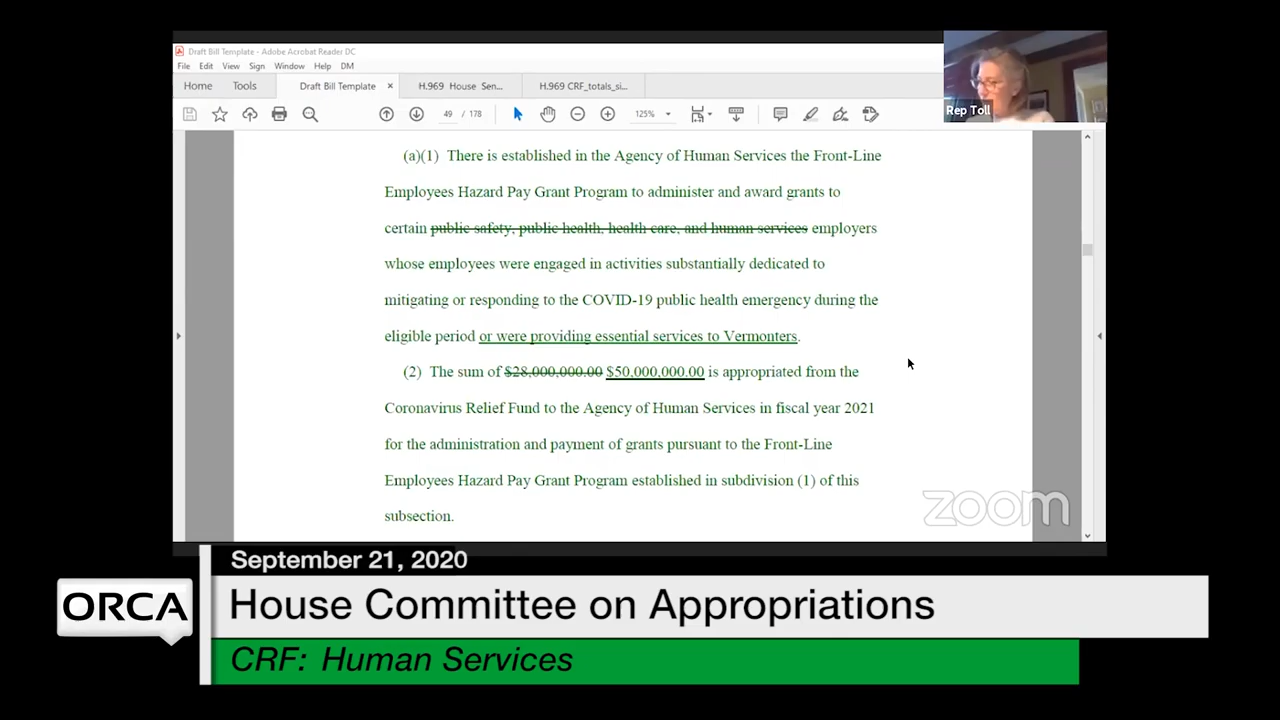 Draft Bill Template - Adobe Acrobat Reader DC
File Edit View Sign Window Help DM
Home Tools Draft Bill Template × H.969 House Sen... H.969 CRF_totals_si...
49 / 178 125%
Rep Toll
(a)(1) There is established in the Agency of Human Services the Front-Line
Employees Hazard Pay Grant Program to administer and award grants to
certain public safety, public health, health care, and human services employers
whose employees were engaged in activities substantially dedicated to
mitigating or responding to the COVID-19 public health emergency during the
eligible period or were providing essential services to Vermonters.
(2) The sum of $28,000,000.00 $50,000,000.00 is appropriated from the
Coronavirus Relief Fund to the Agency of Human Services in fiscal year 2021
for the administration and payment of grants pursuant to the Front-Line
Employees Hazard Pay Grant Program established in subdivision (1) of this
subsection.
zoom
September 21, 2020
ORCA
House Committee on Appropriations
CRF: Human Services